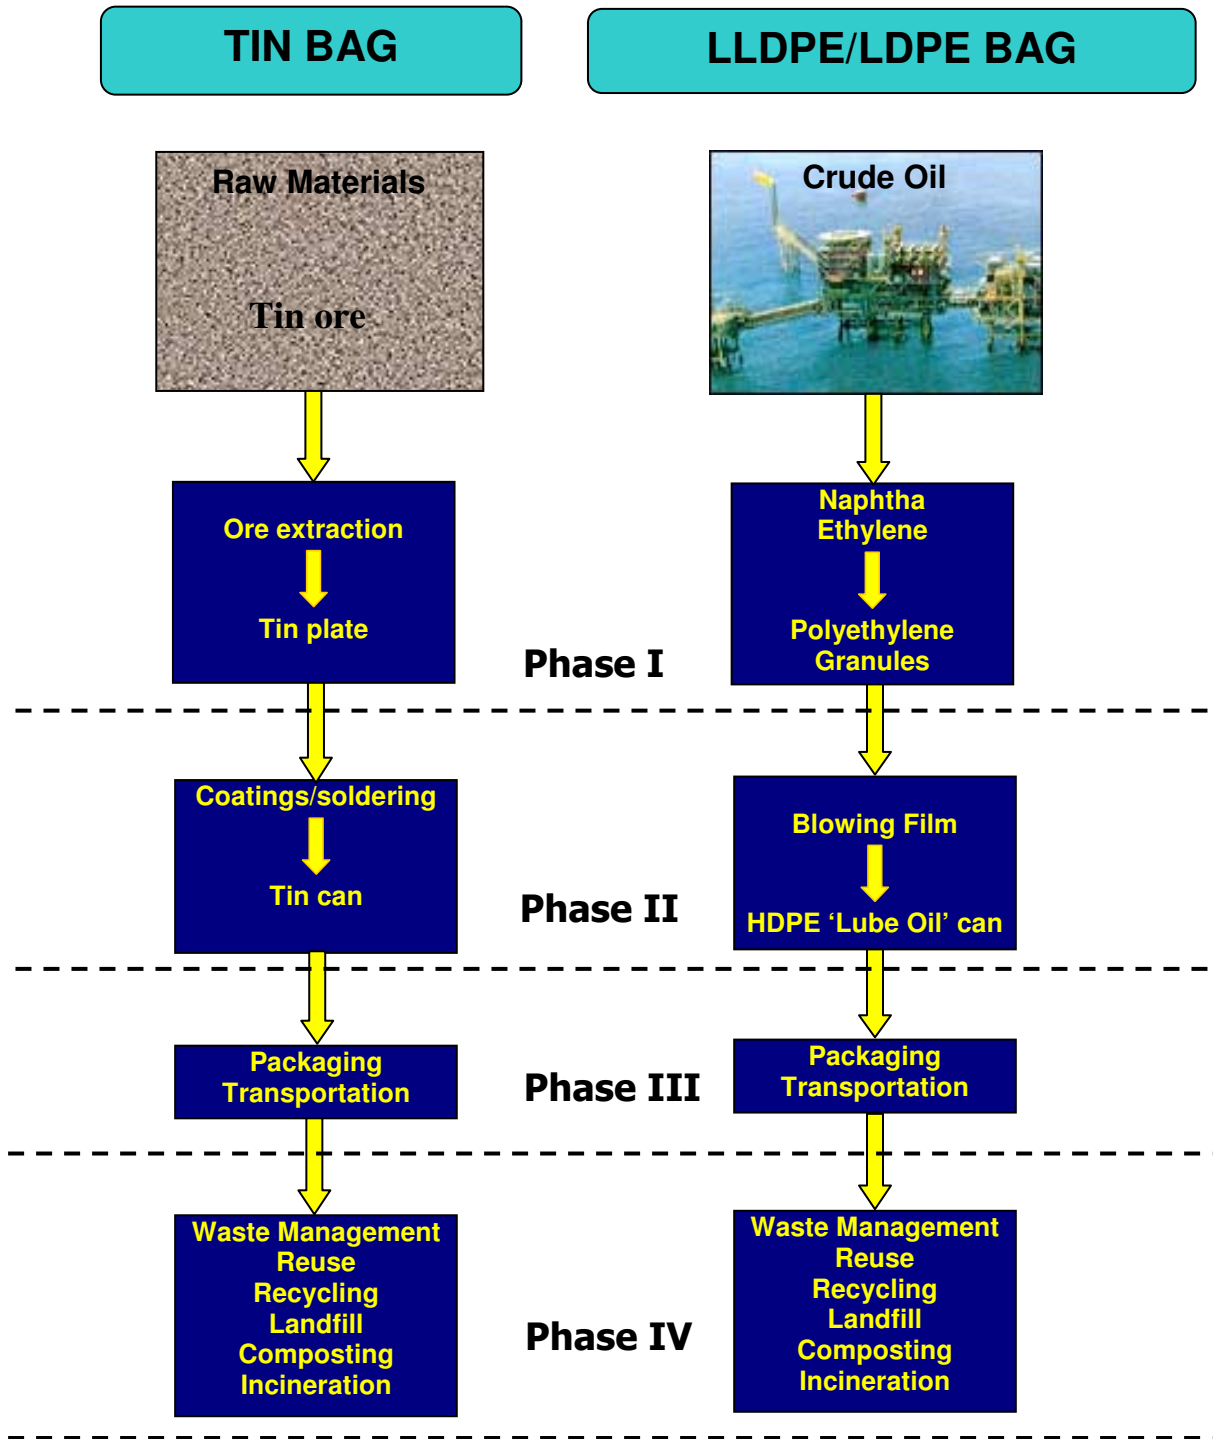 TIN BAG
LLDPE/LDPE BAG
Raw Materials
Tin ore
Crude Oil
Ore extraction
Tin plate
Naphtha
Ethylene
Polyethylene
Granules
Phase I
Coatings/soldering
Tin can
Blowing Film
HDPE ‘Lube Oil’ can
Phase II
Packaging
Transportation
Packaging
Transportation
Phase III
Waste Management
Reuse
Recycling
Landfill
Composting
Incineration
Waste Management
Reuse
Recycling
Landfill
Composting
Incineration
Phase IV